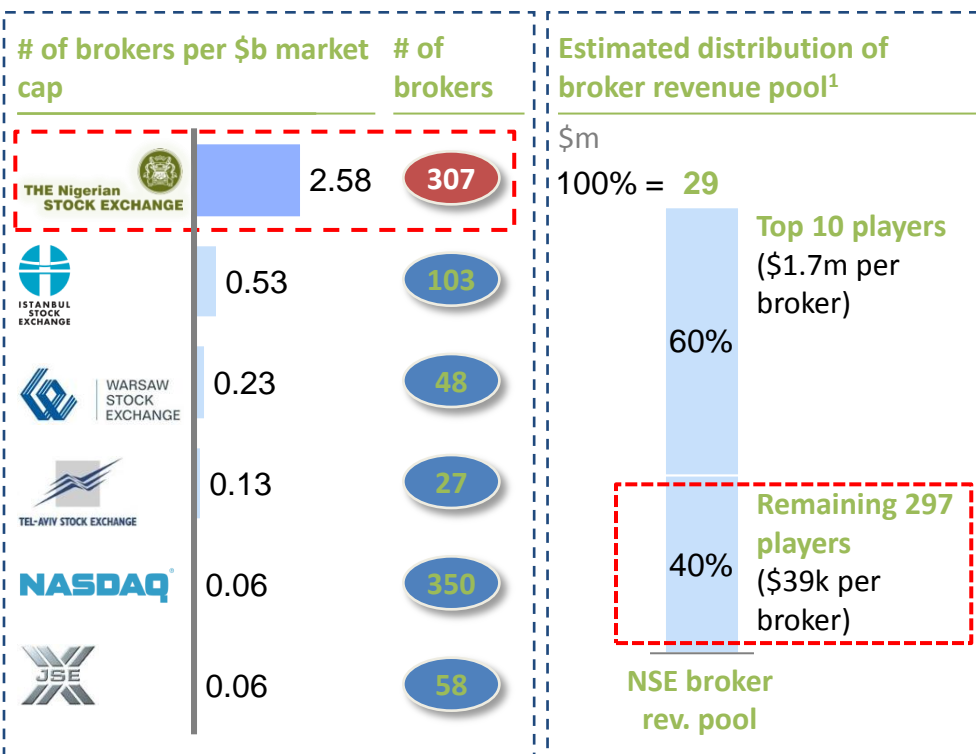 # of brokers per $b market
cap
# of
brokers
THE Nigerian
STOCK EXCHANGE
2.58
307
ISTANBUL
STOCK
EXCHANGE
0.53
103
WARSAW
STOCK
EXCHANGE
0.23
48
TEL-AVIV STOCK EXCHANGE
0.13
27
NASDAQ®
0.06
350
JSE
0.06
58
Estimated distribution of
broker revenue pool¹
$m
100% = 29
Top 10 players
($1.7m per
broker)
60%
Remaining 297
players
($39k per
broker)
40%
NSE broker
rev. pool